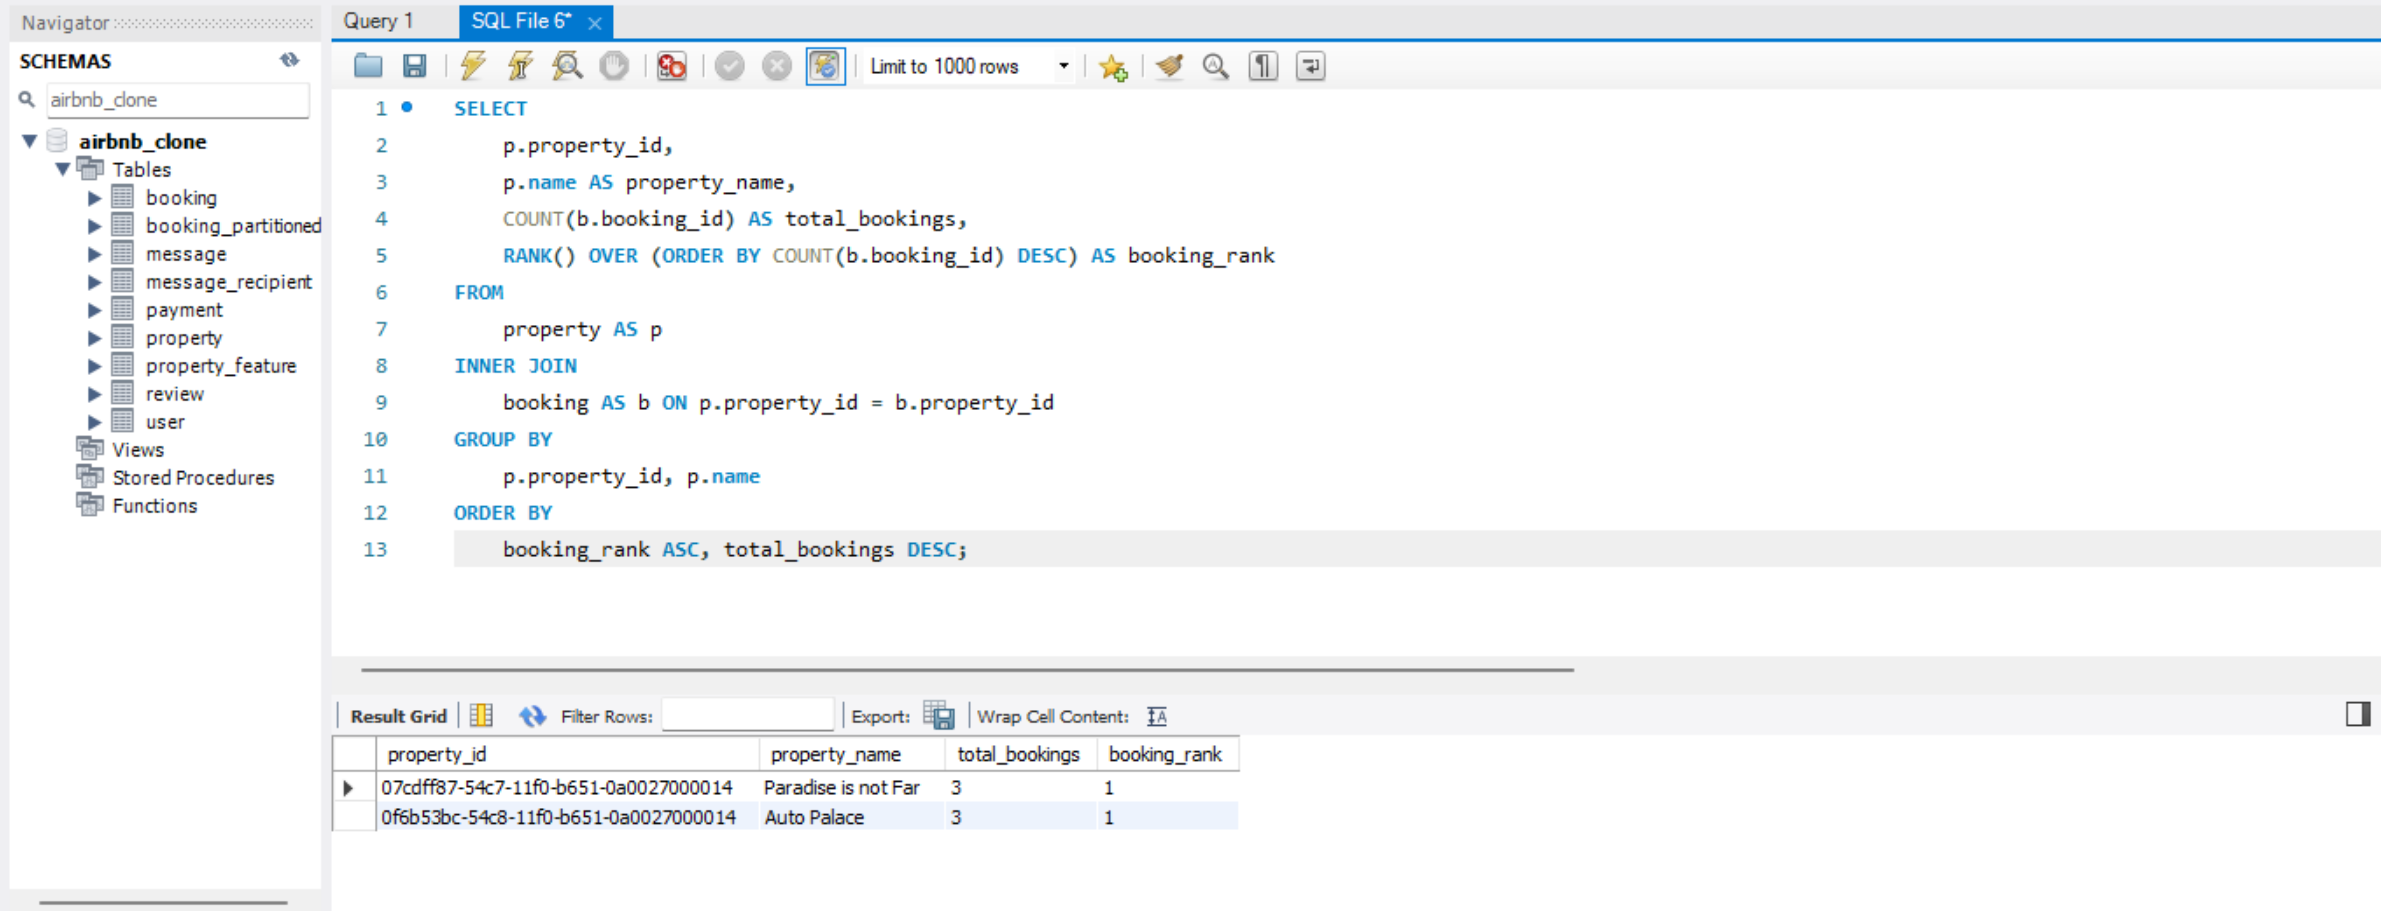 Navigator
SCHEMAS
airbnb_clone
airbnb_clone
Tables
booking
booking_partitioned
message
message_recipient
payment
property
property_feature
review
user
Views
Stored Procedures
Functions
Query 1 SQL File 6*
Limit to 1000 rows
1 SELECT
2 p.property_id,
3 p.name AS property_name,
4 COUNT(b.booking_id) AS total_bookings,
5 RANK() OVER (ORDER BY COUNT(b.booking_id) DESC) AS booking_rank
6 FROM
7 property AS p
8 INNER JOIN
9 booking AS b ON p.property_id = b.property_id
10 GROUP BY
11 p.property_id, p.name
12 ORDER BY
13 booking_rank ASC, total_bookings DESC;
Result Grid Filter Rows: Export: Wrap Cell Content: IA
property_id property_name total_bookings booking_rank
07cdff87-54c7-11f0-b651-0a0027000014 Paradise is not Far 3 1
0f6b53bc-54c8-11f0-b651-0a0027000014 Auto Palace 3 1